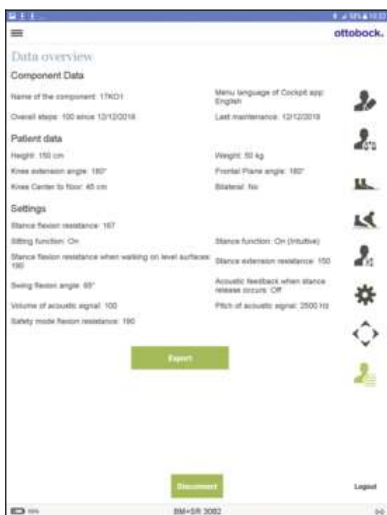 ottobock.
Data overview
Component Data
Name of the component: 17KO1
Menu language of Cockpit app:
English
Overall steps: 100 since 12/12/2018
Last maintenance: 12/12/2018
Patient data
Height: 150 cm
Weight: 50 kg
Knee extension angle: 180°
Frontal Plane angle: 180°
Knee Center to floor: 45 cm
Bilateral: No
Settings
Stance flexion resistance: 167
Sitting function: On
Stance function: On (Intuitive)
Stance flexion resistance when walking on level surfaces:
190
Stance extension resistance: 150
Swing flexion angle: 65°
Acoustic feedback when stance
release occurs: Off
Volume of acoustic signal: 100
Pitch of acoustic signal: 2500 Hz
Safety mode flexion resistance: 190
Export
Disconnect
Logout
BM+SR 3082